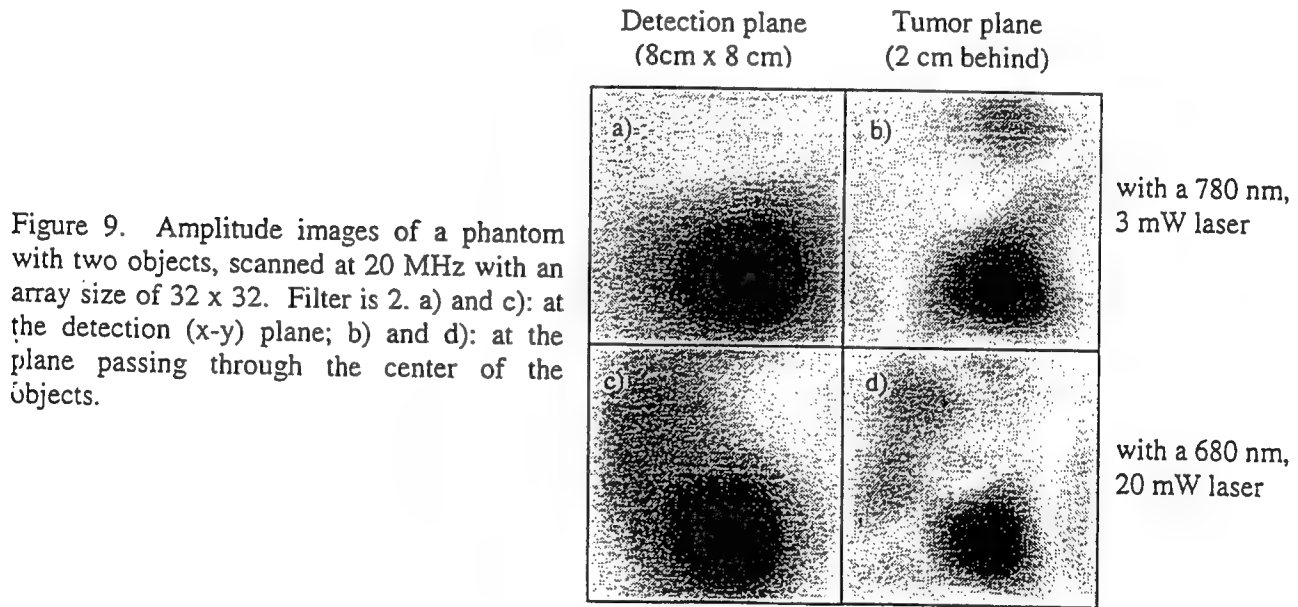 Detection plane
(8cm x 8 cm)
Tumor plane
(2 cm behind)
a)
b)
with a 780 nm,
3 mW laser
Figure 9. Amplitude images of a phantom
with two objects, scanned at 20 MHz with an
array size of 32 x 32. Filter is 2. a) and c): at
the detection (x-y) plane; b) and d): at the
plane passing through the center of the
objects.
c)
d)
with a 680 nm,
20 mW laser